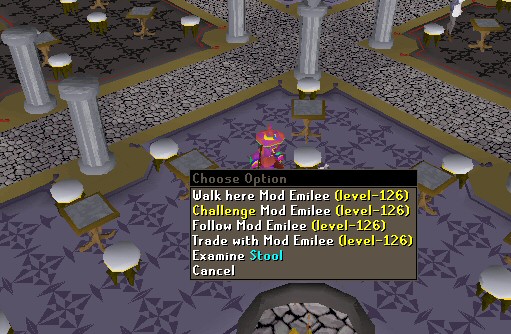 Choose Option
Walk here Mod Emilee (level-126)
Challenge Mod Emilee (level-126)
Follow Mod Emilee (level-126)
Trade with Mod Emilee (level-126)
Examine Stool
Cancel